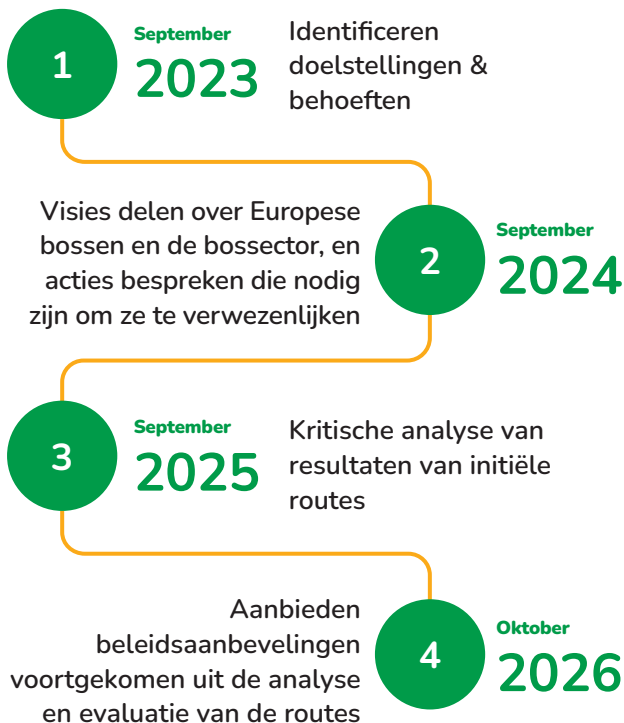 1
September
2023
Identificeren
doelstellingen &
behoeften
Visies delen over Europese
bossen en de bossector, en
acties bespreken die nodig
zijn om ze te verwezenlijken
2
September
2024
3
September
2025
Kritische analyse van
resultaten van initiële
routes
Aanbieden
beleidsaanbevelingen
voortgekomen uit de analyse
en evaluatie van de routes
4
Oktober
2026